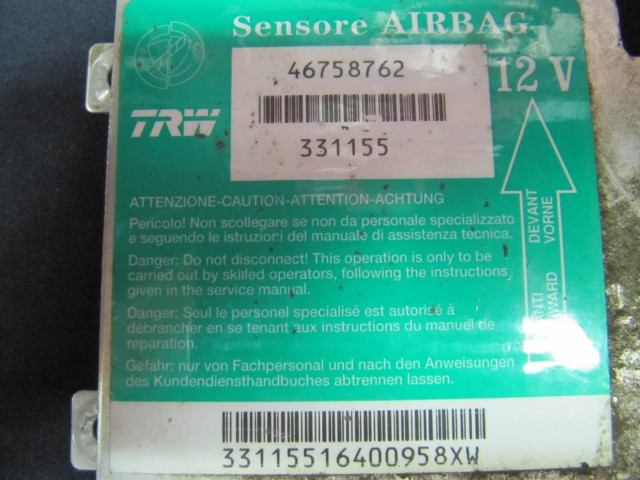 Sensore AIRBAG
46758762
12 V
TRW
331155
ATTENZIONE-CAUTION-ATTENTION-ACHTUNG
Pericolo! Non scollegare se non da personale specializzato
e seguendo le istruzioni del manuale di assistenza tecnica.
Danger: Do not disconnect! This operation is only to be
carried out by skilled operators, following the instructions
given in the service manual.
Danger: Seul le personel specialisé est autorisé à
débrancher en se tenant aux instructions du manuel de
reparation.
Gefahr: nur von Fachpersonal und nach den Anweisungen
des Kundendiensthandbuches abtrennen lassen.
DEVANT
VORNE
33115516400958XW